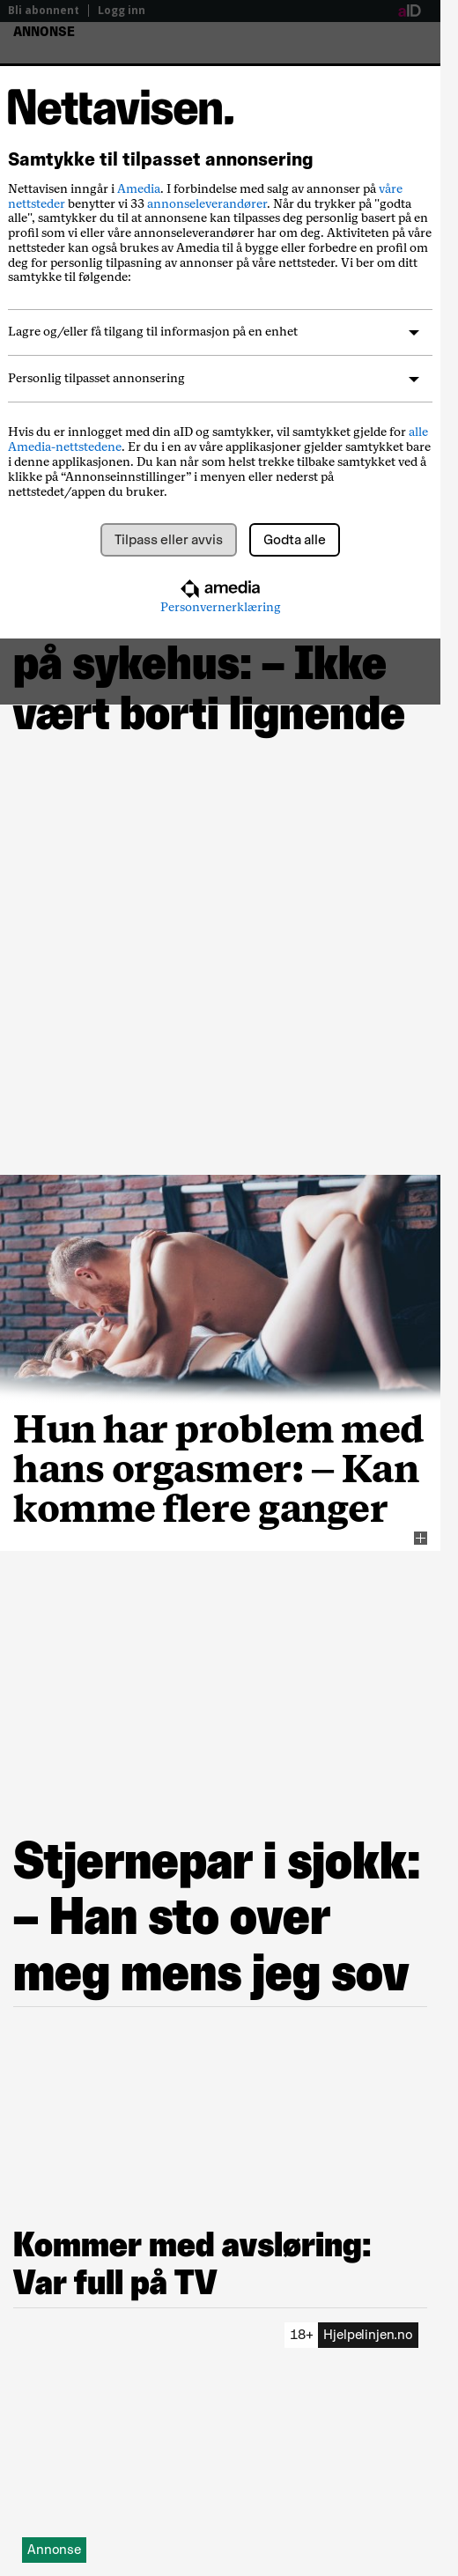 Bli abonnent | Logg inn
aID
ANNONSE
Nettavisen.
Samtykke til tilpasset annonsering
Nettavisen inngår i Amedia. I forbindelse med salg av annonser på våre
nettsteder benytter vi 33 annonseleverandører. Når du trykker på "godta
alle", samtykker du til at annonsene kan tilpasses deg personlig basert på en
profil som vi eller våre annonseleverandører har om deg. Aktiviteten på våre
nettsteder kan også brukes av Amedia til å bygge eller forbedre en profil om
deg for personlig tilpasning av annonser på våre nettsteder. Vi ber om ditt
samtykke til følgende:
Lagre og/eller få tilgang til informasjon på en enhet
Personlig tilpasset annonsering
Hvis du er innlogget med din aID og samtykker, vil samtykket gjelde for alle
Amedia-nettstedene. Er du i en av våre applikasjoner gjelder samtykket bare
i denne applikasjonen. Du kan når som helst trekke tilbake samtykket ved å
klikke på “Annonseinnstillinger” i menyen eller nederst på
nettstedet/appen du bruker.
Tilpass eller avvis
Godta alle
amedia
Personvernerklæring
på sykehus: – Ikke
vært borti lignende
Hun har problem med
hans orgasmer: – Kan
komme flere ganger
Stjernepar i sjokk:
– Han sto over
meg mens jeg sov
Kommer med avsløring:
Var full på TV
18+ Hjelpelinjen.no
Annonse